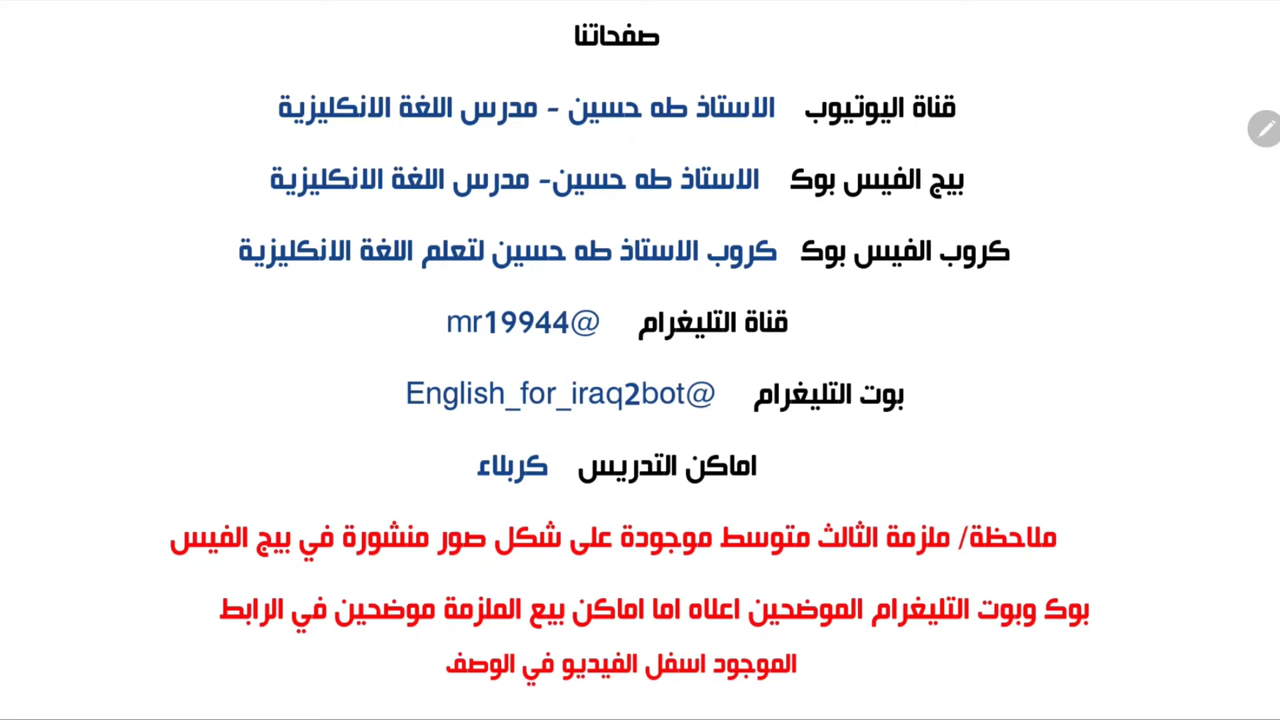 صفحاتنا
قناة اليوتيوب الاستاذ طه حسين - مدرس اللغة الانكليزية
بيج الفيس بوك الاستاذ طه حسين- مدرس اللغة الانكليزية
كروب الفيس بوك كروب الاستاذ طه حسين لتعلم اللغة الانكليزية
قناة التليغرام mr19944@
بوت التليغرام English_for_iraq2bot@
اماكن التدريس كربلاء
ملاحظة/ ملزمة الثالث متوسط موجودة على شكل صور منشورة في بيج الفيس
بوك وبوت التليغرام الموضحين اعلاه اما اماكن بيع الملزمة موضحين في الرابط
الموجود اسفل الفيديو في الوصف